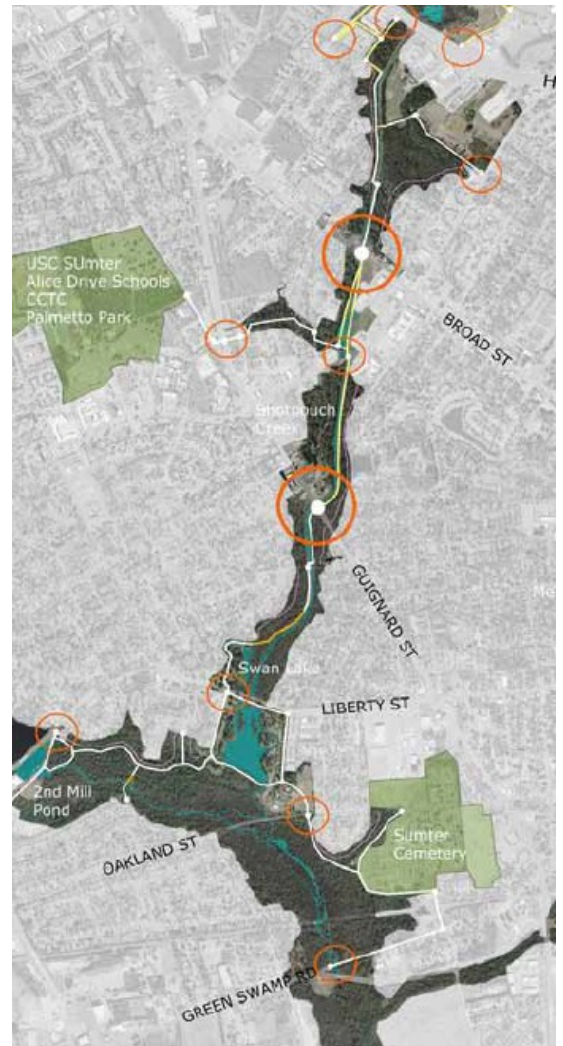 H
USC SUmter
Alice Drive Schools
CCTC
Palmetto Park
BROAD ST
Shotpouch
Creek
GUIGNARD ST
Me
Swan Lake
LIBERTY ST
2nd Mill
Pond
OAKLAND ST
Sumter
Cemetery
GREEN SWAMP RD